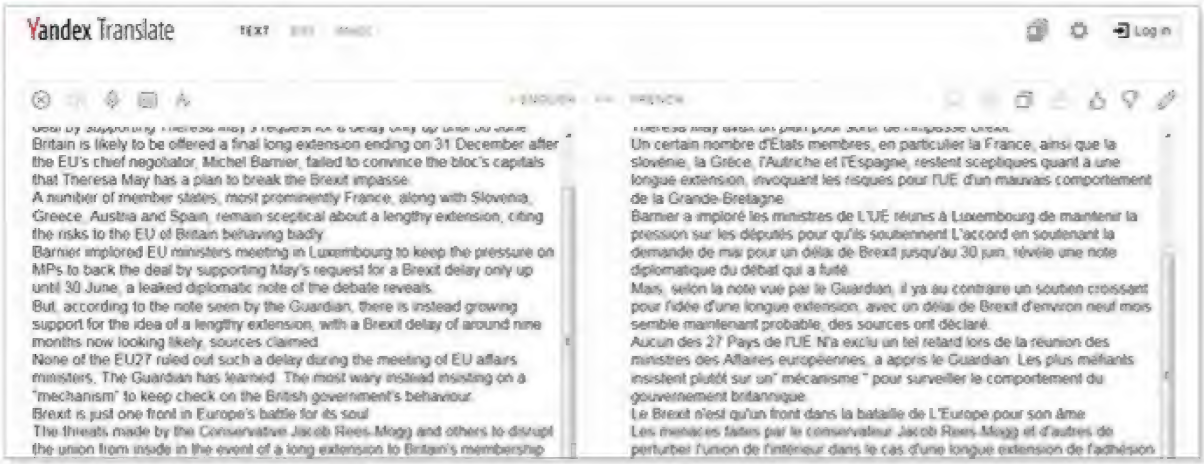 Yandex Translate
TEXT
Log in
ENGLISH
FRENCH
deal by supporting Theresa May's request for a delay only up until 30 June
Britain is likely to be offered a final long extension ending on 31 December after
the EU's chief negotiator, Michel Barnier, failed to convince the bloc's capitals
that Theresa May has a plan to break the Brexit impasse.
A number of member states, most prominently France, along with Slovenia,
Greece, Austria and Spain, remain sceptical about a lengthy extension, citing
the risks to the EU of Britain behaving badly.
Barnier implored EU ministers meeting in Luxembourg to keep the pressure on
MPs to back the deal by supporting May's request for a Brexit delay only up
until 30 June, a leaked diplomatic note of the debate reveals.
But, according to the note seen by the Guardian, there is instead growing
support for the idea of a lengthy extension, with a Brexit delay of around nine
months now looking likely, sources claimed.
None of the EU27 ruled out such a delay during the meeting of EU affairs
ministers, The Guardian has learned. The most wary instead insisting on a
"mechanism" to keep check on the British government's behaviour.
Brexit is just one front in Europe's battle for its soul
The threats made by the Conservative Jacob Rees-Mogg and others to disrupt
the union from inside in the event of a long extension to Britain's membership
Theresa May avait un plan pour sortir de l'impasse Brexit.
Un certain nombre d'États membres, en particulier la France, ainsi que la
slovénie, la Grèce, l'Autriche et l'Espagne, restent sceptiques quant à une
longue extension, invoquant les risques pour l'UE d'un mauvais comportement
de la Grande-Bretagne.
Barnier a imploré les ministres de L'UE réunis à Luxembourg de maintenir la
pression sur les députés pour qu'ils soutiennent L'accord en soutenant la
demande de mai pour un délai de Brexit jusqu'au 30 juin, révèle une note
diplomatique du débat qui a fuité.
Mais, selon la note vue par le Guardian, il ya au contraire un soutien croissant
pour l'idée d'une longue extension, avec un délai de Brexit d'environ neuf mois
semble maintenant probable, des sources ont déclaré.
Aucun des 27 Pays de l'UE N'a exclu un tel retard lors de la réunion des
ministres des Affaires européennes, a appris le Guardian. Les plus méfiants
insistent plutôt sur un" mécanisme " pour surveiller le comportement du
gouvernement britannique.
Le Brexit n'est qu'un front dans la bataille de L'Europe pour son âme
Les menaces faites par le conservateur Jacob Rees-Mogg et d'autres de
perturber l'union de l'intérieur dans le cas d'une longue extension de l'adhésion